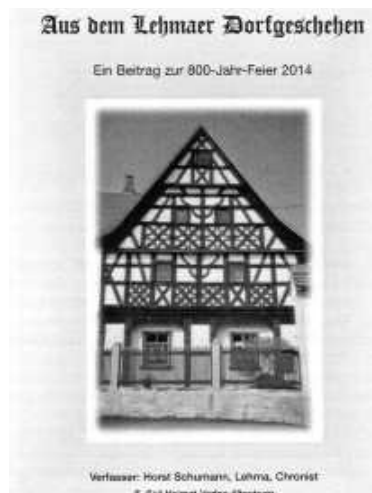 Aus dem Lehmaer Dorfgeschehen
Ein Beitrag zur 800-Jahr-Feier 2014
Verfasser: Horst Schumann, Lehma, Chronist